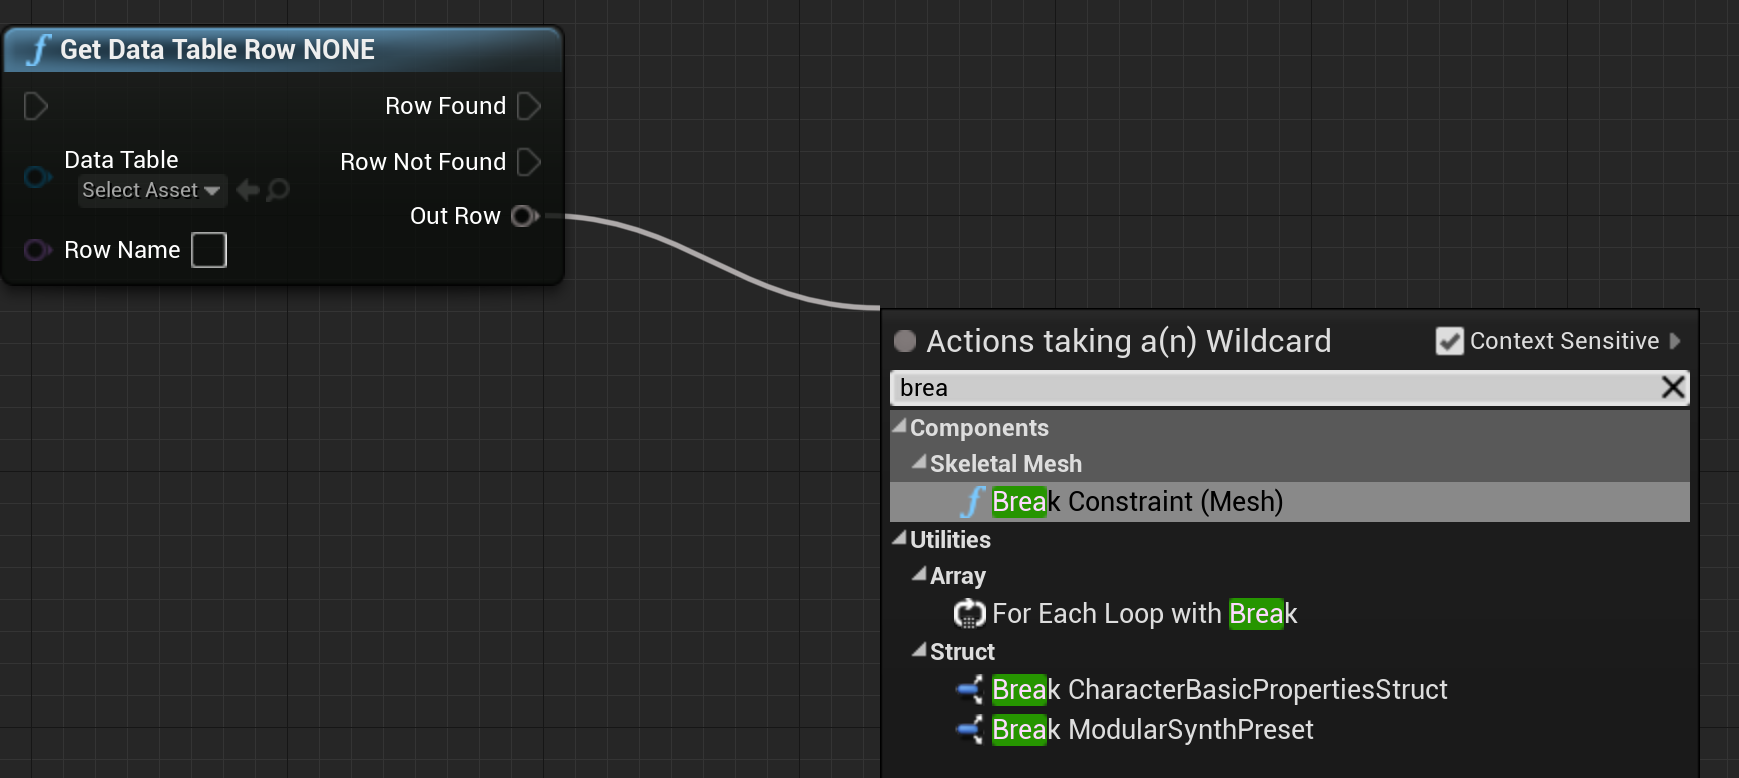 Get Data Table Row NONE
Row Found
Data Table
Row Not Found
Select Asset
Out Row
Row Name
Actions taking a(n) Wildcard
Context Sensitive
brea
Components
Skeletal Mesh
Break Constraint (Mesh)
Utilities
Array
For Each Loop with Break
Struct
Break CharacterBasicPropertiesStruct
Break ModularSynthPreset